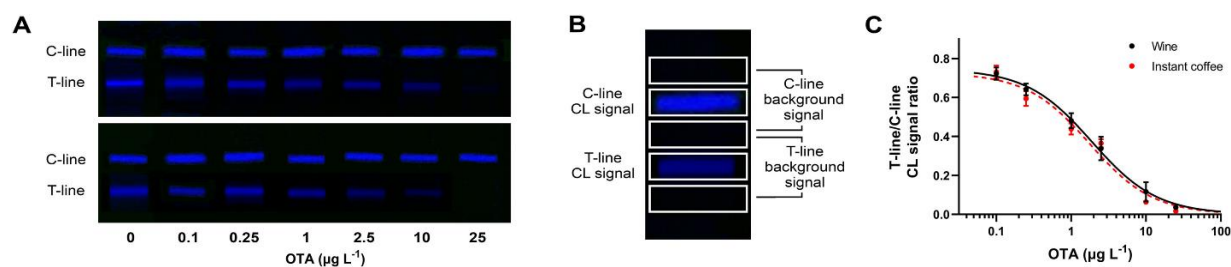 A
C-line
T-line
C-line
T-line
0 0.1 0.25 1 2.5 10 25
OTA (µg L⁻¹)
B
C-line
CL signal
T-line
CL signal
C-line
background
signal
T-line
background
signal
C
Wine
Instant coffee
T-line/C-line
CL signal ratio
0.8
0.6
0.4
0.2
0.0
0.1 1 10 100
OTA (µg L⁻¹)